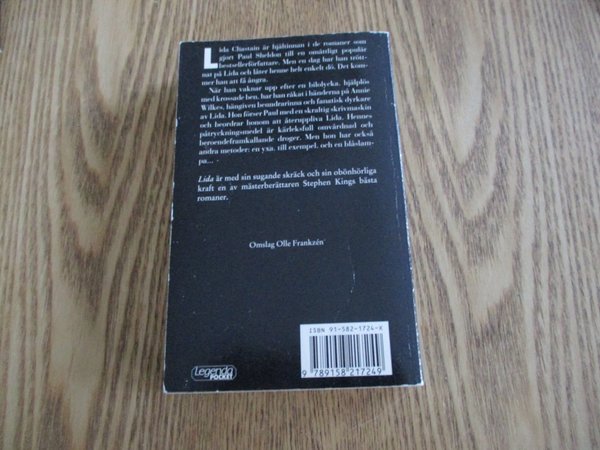 Lida Chastain är hjältinnan i de romaner som
gjort Paul Sheldon till en omåttligt populär
bestsellerförfattare. Men en dag har han trött-
nat på Lida och låter henne helt enkelt dö. Det kom-
mer han att få ångra.
När han vaknar upp efter en bilolycka, hjälplös
med krossade ben, har han råkat i händerna på Annie
Wilkes, hängiven beundrarinna och fanatisk dyrkare
av Lida. Hon förser Paul med en skraltig skrivmaskin
och beordrar honom att återuppliva Lida. Hennes
påtryckningsmedel är kärleksfull omvårdnad och
beroendeframkallande droger. Men hon har också
andra metoder: en yxa, till exempel, och en blåslam-
pa...
Lida är med sin sugande skräck och sin obönhörliga
kraft en av mästerberättaren Stephen Kings bästa
romaner.
Omslag Olle Frankzén
ISBN 91-582-1724-X
9 789158 217249
Legenda
POCKET